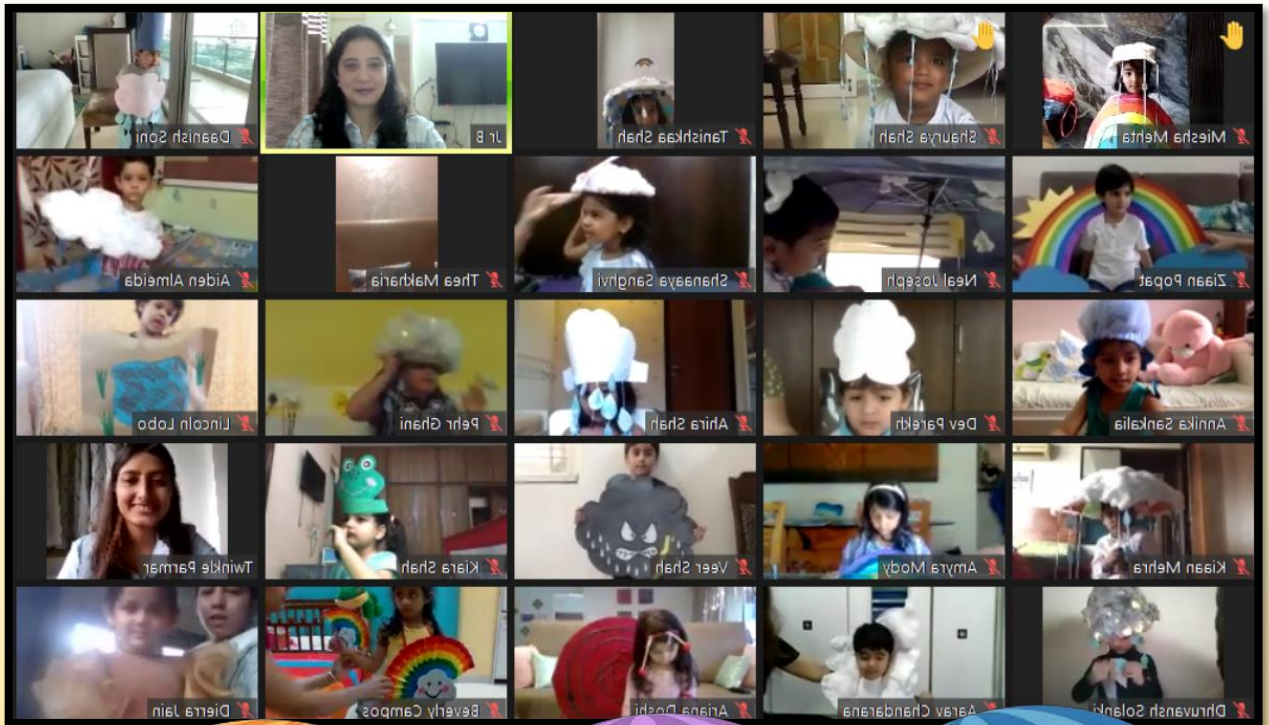 Daanish Soni
Jr B
Tanishkaa Shah
Shaurya Shah
Miesha Mehta
Aiden Almeida
Thea Makharia
Shanaaya Sanghvi
Neal Joseph
Ziaan Popat
Lincoln Lobo
Pehr Ghani
Ahira Shah
Dev Parekh
Annika Sankalia
Twinkle Parmar
Kiara Shah
Veer Shah
Amyra Mody
Kiaan Mehra
Dierra Jain
Beverly Campos
Ariana Doshi
Aarav Chandarana
Dhruvansh Solanki